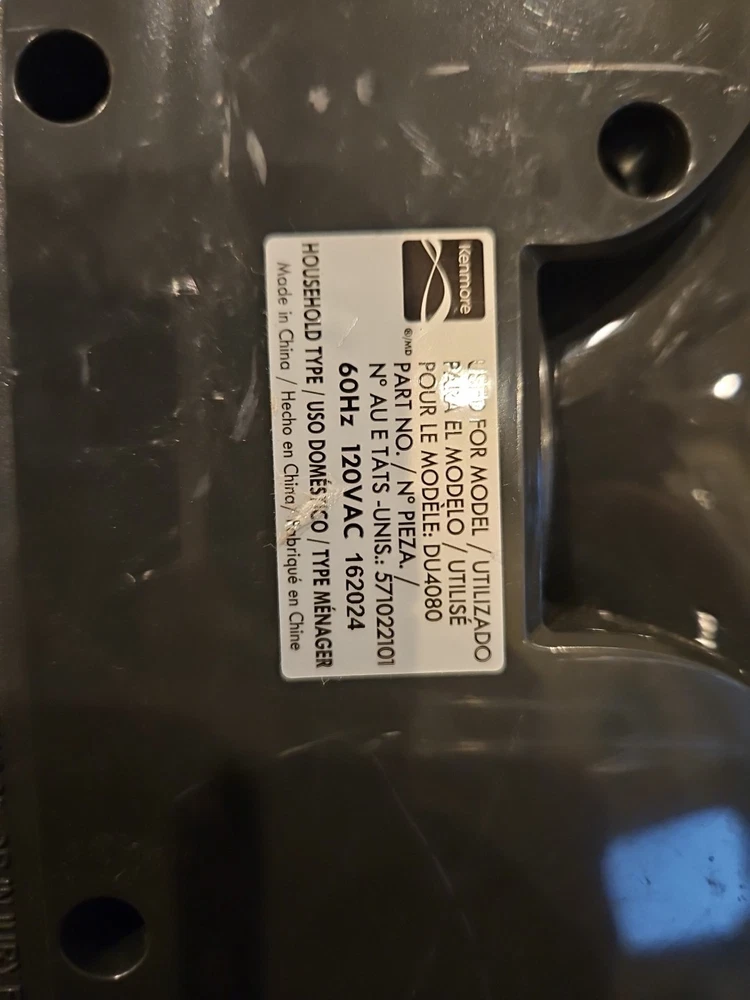 Kenmore
®/MD
USED FOR MODEL / UTILIZADO
PARA EL MODELO / UTILISÉ
POUR LE MODÈLE: DU4080
PART NO. / Nº PIEZA. /
Nº AU E TATS -UNIS.: 571022101
60Hz 120VAC 162024
HOUSEHOLD TYPE / USO DOMÉSTICO / TYPE MÉNAGER
Made in China / Hecho en China/ Fabriqué en Chine